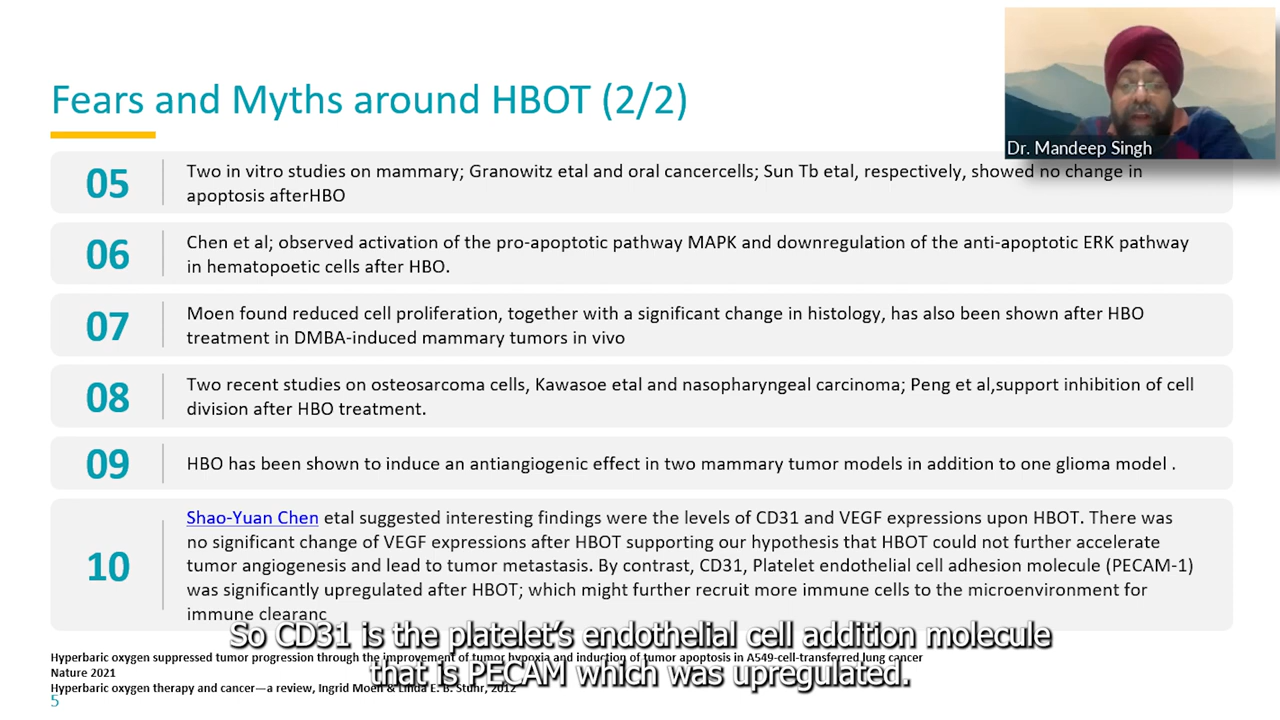 Fears and Myths around HBOT (2/2)
Dr. Mandeep Singh
05
Two in vitro studies on mammary; Granowitz etal and oral cancercells; Sun Tb etal, respectively, showed no change in
apoptosis afterHBO
06
Chen et al; observed activation of the pro-apoptotic pathway MAPK and downregulation of the anti-apoptotic ERK pathway
in hematopoetic cells after HBO.
07
Moen found reduced cell proliferation, together with a significant change in histology, has also been shown after HBO
treatment in DMBA-induced mammary tumors in vivo
08
Two recent studies on osteosarcoma cells, Kawasoe etal and nasopharyngeal carcinoma; Peng et al,support inhibition of cell
division after HBO treatment.
09
HBO has been shown to induce an antiangiogenic effect in two mammary tumor models in addition to one glioma model .
10
Shao-Yuan Chen etal suggested interesting findings were the levels of CD31 and VEGF expressions upon HBOT. There was
no significant change of VEGF expressions after HBOT supporting our hypothesis that HBOT could not further accelerate
tumor angiogenesis and lead to tumor metastasis. By contrast, CD31, Platelet endothelial cell adhesion molecule (PECAM-1)
was significantly upregulated after HBOT; which might further recruit more immune cells to the microenvironment for
immune clearanc
So CD31 is the platelet's endothelial cell addition molecule
that is PECAM which was upregulated.
Hyperbaric oxygen suppressed tumor progression through the improvement of tumor hypoxia and induction of tumor apoptosis in A549-cell-transferred lung cancer
Nature 2021
Hyperbaric oxygen therapy and cancer—a review, Ingrid Moen & Linda E. B. Stuhr, 2012
5